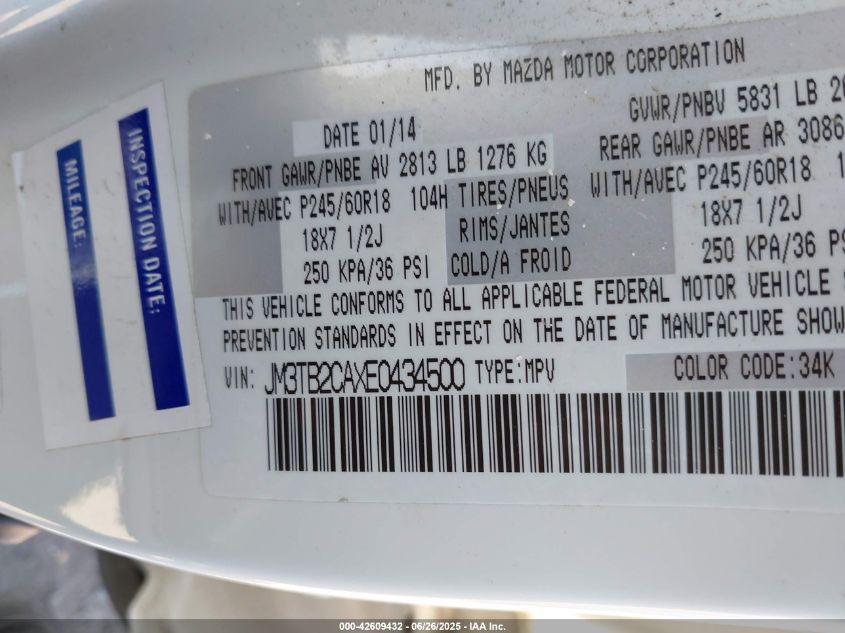 MFD. BY MAZDA MOTOR CORPORATION
DATE 01/14 GVWR/PNBV 5831 LB
FRONT GAWR/PNBE AV 2813 LB 1276 KG REAR GAWR/PNBE AR 3086
WITH/AVEC P245/60R18 104H TIRES/PNEUS WITH/AVEC P245/60R18
18X7 1/2J RIMS/JANTES 18X7 1/2J
250 KPA/36 PSI COLD/A FROID 250 KPA/36 PSI
THIS VEHICLE CONFORMS TO ALL APPLICABLE FEDERAL MOTOR VEHICLE
PREVENTION STANDARDS IN EFFECT ON THE DATE OF MANUFACTURE SHOW
VIN: JM3TB2CAXE0434500 TYPE:MPV COLOR CODE:34K
INSPECTION DATE:
MILEAGE:
000-42609432 - 06/26/2025 - IAA Inc.